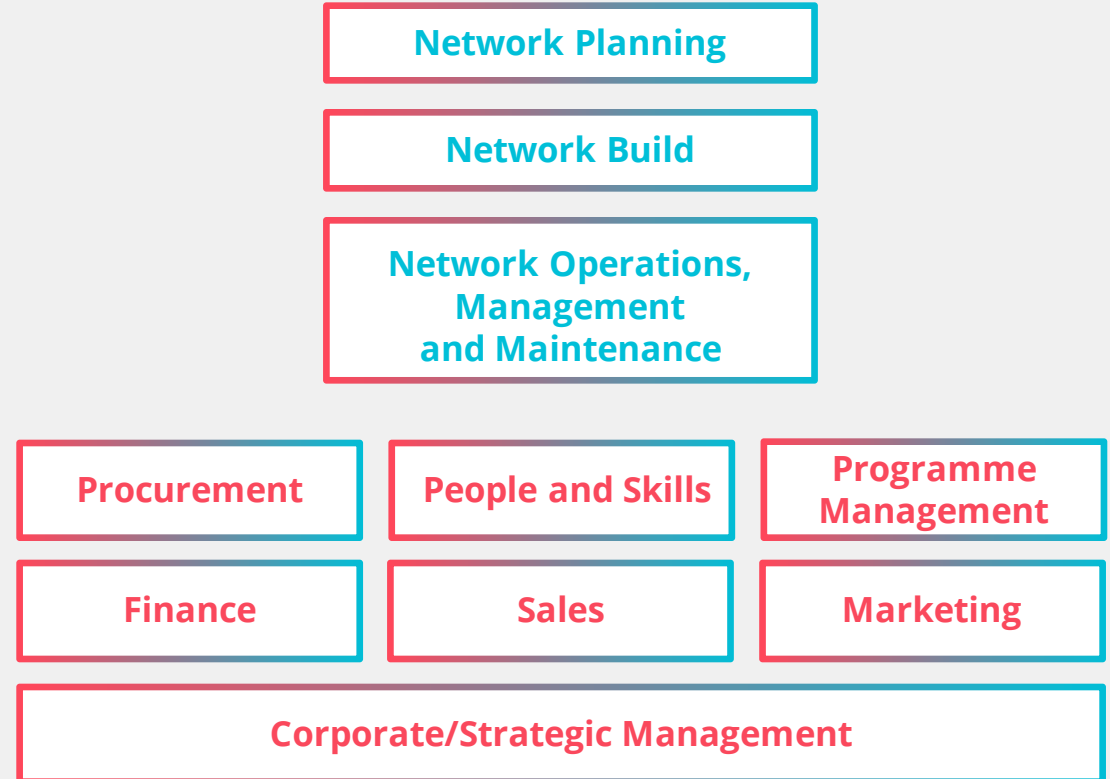 Network Planning
Network Build
Network Operations,
Management
and Maintenance
Procurement
People and Skills
Programme
Management
Finance
Sales
Marketing
Corporate/Strategic Management